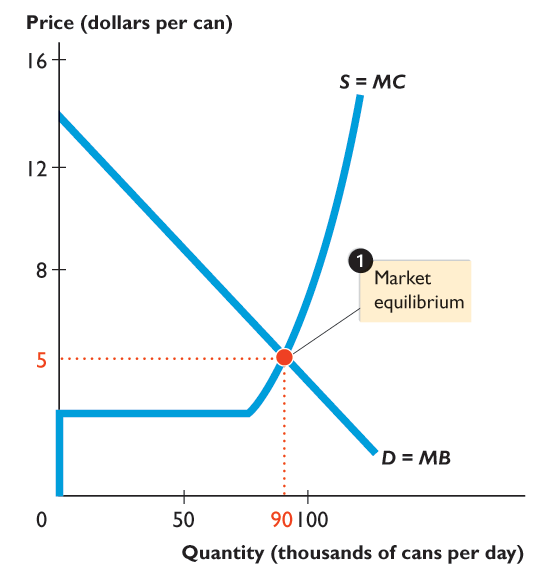 Price (dollars per can)
16
S = MC
12
1
Market
equilibrium
8
5
D = MB
0
50
90
100
Quantity (thousands of cans per day)